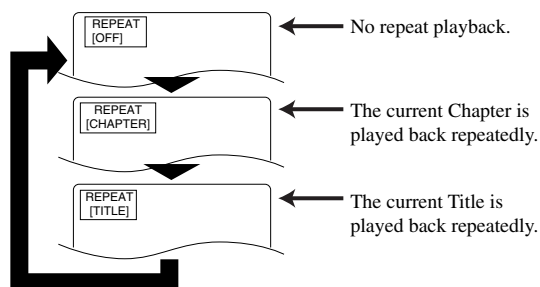 REPEAT
[OFF]
No repeat playback.
REPEAT
[CHAPTER]
The current Chapter is
played back repeatedly.
REPEAT
[TITLE]
The current Title is
played back repeatedly.